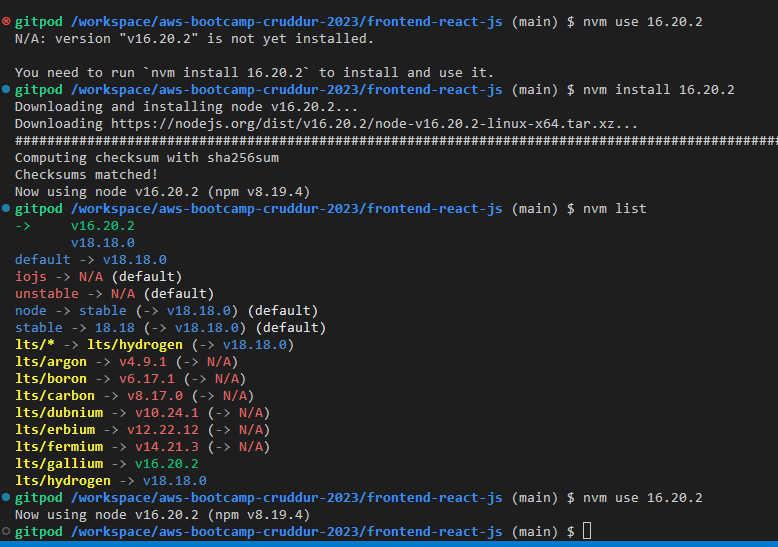 gitpod /workspace/aws-bootcamp-cruddur-2023/frontend-react-js (main) $ nvm use 16.20.2
N/A: version "v16.20.2" is not yet installed.

You need to run `nvm install 16.20.2` to install and use it.
gitpod /workspace/aws-bootcamp-cruddur-2023/frontend-react-js (main) $ nvm install 16.20.2
Downloading and installing node v16.20.2...
Downloading https://nodejs.org/dist/v16.20.2/node-v16.20.2-linux-x64.tar.xz...
################################################################################################
Computing checksum with sha256sum
Checksums matched!
Now using node v16.20.2 (npm v8.19.4)
gitpod /workspace/aws-bootcamp-cruddur-2023/frontend-react-js (main) $ nvm list
->     v16.20.2
       v18.18.0
default -> v18.18.0
iojs -> N/A (default)
unstable -> N/A (default)
node -> stable (-> v18.18.0) (default)
stable -> 18.18 (-> v18.18.0) (default)
lts/* -> lts/hydrogen (-> v18.18.0)
lts/argon -> v4.9.1 (-> N/A)
lts/boron -> v6.17.1 (-> N/A)
lts/carbon -> v8.17.0 (-> N/A)
lts/dubnium -> v10.24.1 (-> N/A)
lts/erbium -> v12.22.12 (-> N/A)
lts/fermium -> v14.21.3 (-> N/A)
lts/gallium -> v16.20.2
lts/hydrogen -> v18.18.0
gitpod /workspace/aws-bootcamp-cruddur-2023/frontend-react-js (main) $ nvm use 16.20.2
Now using node v16.20.2 (npm v8.19.4)
gitpod /workspace/aws-bootcamp-cruddur-2023/frontend-react-js (main) $